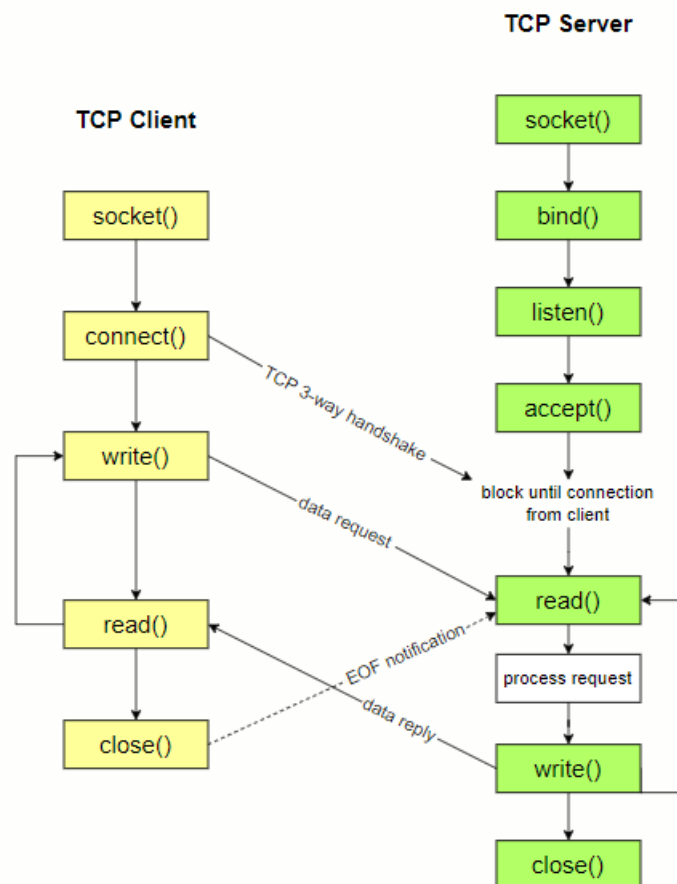 TCP Server
TCP Client
socket()
bind()
listen()
accept()
block until connection
from client
read()
process request
write()
close()
socket()
connect()
write()
read()
close()
TCP 3-way handshake
data request
EOF notification
data reply